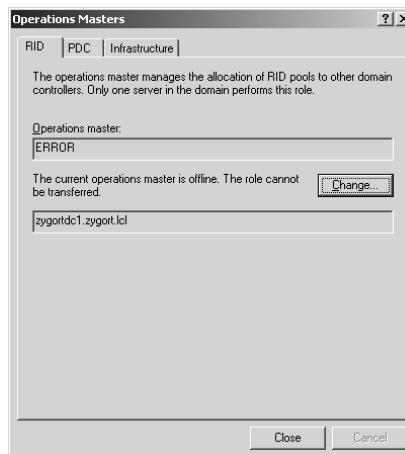 Operations Masters
RID
PDC
Infrastructure
The operations master manages the allocation of RID pools to other domain
controllers. Only one server in the domain performs this role.
Operations master:
ERROR
The current operations master is offline. The role cannot
be transferred.
Change...
zygortdc1.zygort.lcl
Close
Cancel